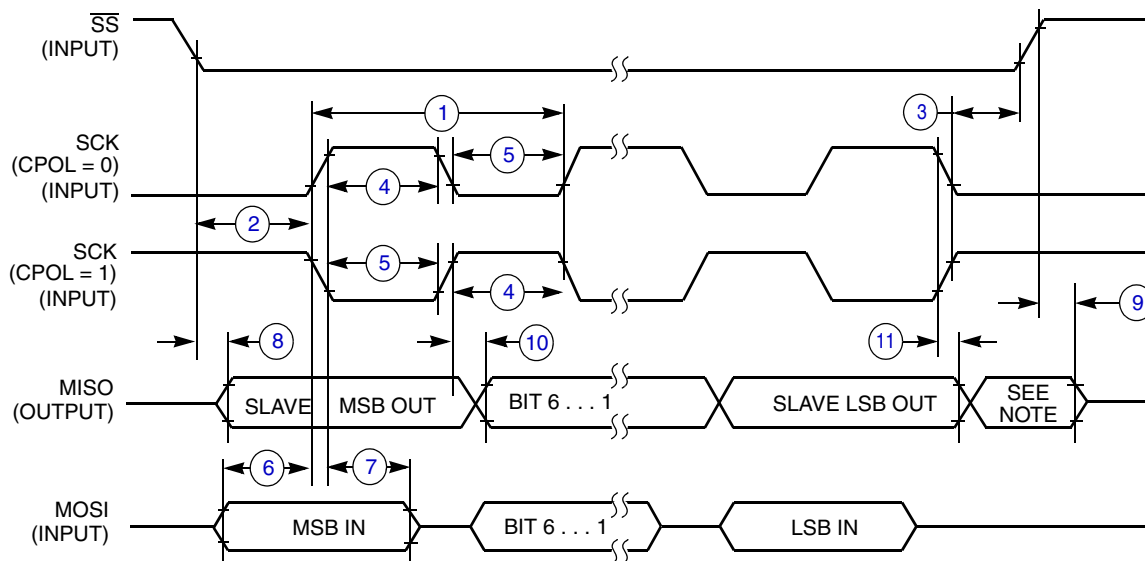 SS
(INPUT)
1
3
SCK
(CPOL = 0)
(INPUT)
5
4
2
SCK
(CPOL = 1)
(INPUT)
5
4
9
8
10
11
MISO
(OUTPUT)
SLAVE MSB OUT
BIT 6 . . . 1
SLAVE LSB OUT
SEE
NOTE
6
7
MOSI
(INPUT)
MSB IN
BIT 6 . . . 1
LSB IN